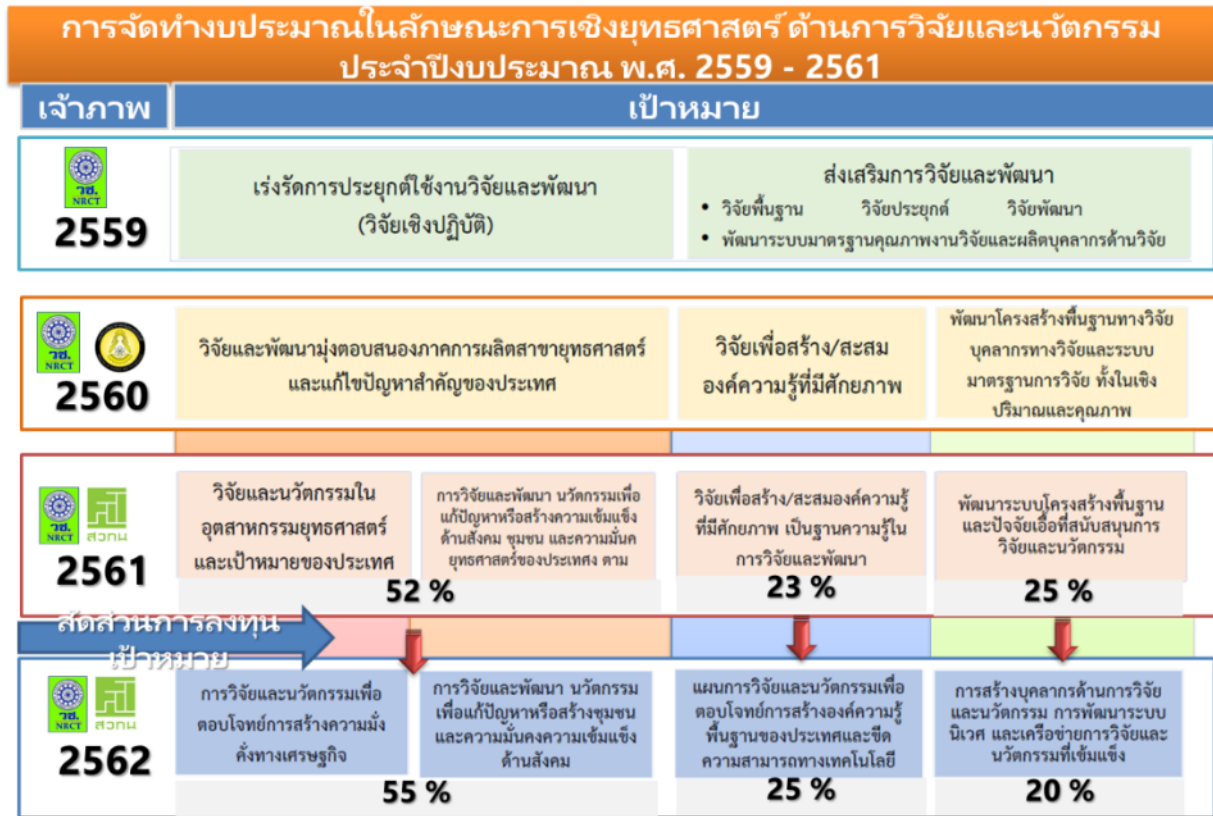 การจัดทำงบประมาณในลักษณะการเชิงยุทธศาสตร์ ด้านการวิจัยและนวัตกรรม
ประจำปีงบประมาณ พ.ศ. 2559 - 2561
เจ้าภาพ
เป้าหมาย
วช.
NRCT
2559
เร่งรัดการประยุกต์ใช้งานวิจัยและพัฒนา
(วิจัยเชิงปฏิบัติ)
ส่งเสริมการวิจัยและพัฒนา
• วิจัยพื้นฐาน วิจัยประยุกต์ วิจัยพัฒนา
• พัฒนาระบบมาตรฐานคุณภาพงานวิจัยและผลิตบุคลากรด้านวิจัย
วช.
NRCT
2560
วิจัยและพัฒนามุ่งตอบสนองภาคการผลิตสาขายุทธศาสตร์
และแก้ไขปัญหาสำคัญของประเทศ
วิจัยเพื่อสร้าง/สะสม
องค์ความรู้ที่มีศักยภาพ
พัฒนาโครงสร้างพื้นฐานทางวิจัย
บุคลากรทางวิจัยและระบบ
มาตรฐานการวิจัย ทั้งในเชิง
ปริมาณและคุณภาพ
วช.
NRCT
สวทน
2561
วิจัยและนวัตกรรมใน
อุตสาหกรรมยุทธศาสตร์
และเป้าหมายของประเทศ
การวิจัยและพัฒนา นวัตกรรมเพื่อ
แก้ปัญหาหรือสร้างความเข้มแข็ง
ด้านสังคม ชุมชน และความมั่นค
ยุทธศาสตร์ของประเทศง ตาม
52 %
วิจัยเพื่อสร้าง/สะสมองค์ความรู้
ที่มีศักยภาพ เป็นฐานความรู้ใน
การวิจัยและพัฒนา
23 %
พัฒนาระบบโครงสร้างพื้นฐาน
และปัจจัยเอื้อที่สนับสนุนการ
วิจัยและนวัตกรรม
25 %
สัดส่วนการลงทุน
เป้าหมาย
วช.
NRCT
สวทน
2562
การวิจัยและนวัตกรรมเพื่อ
ตอบโจทย์การสร้างความมั่ง
คั่งทางเศรษฐกิจ
การวิจัยและพัฒนา นวัตกรรม
เพื่อแก้ปัญหาหรือสร้างชุมชน
และความมั่นคงความเข้มแข็ง
ด้านสังคม
55 %
แผนการวิจัยและนวัตกรรมเพื่อ
ตอบโจทย์การสร้างองค์ความรู้
พื้นฐานของประเทศและขีด
ความสามารถทางเทคโนโลยี
25 %
การสร้างบุคลากรด้านการวิจัย
และนวัตกรรม การพัฒนาระบบ
นิเวศ และเครือข่ายการวิจัยและ
นวัตกรรมที่เข้มแข็ง
20 %